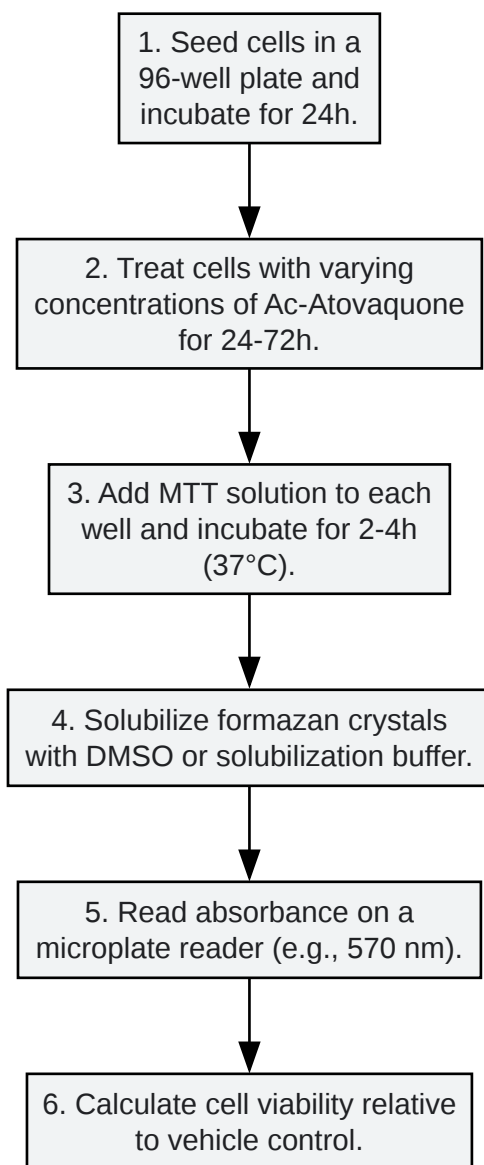 1. Seed cells in a
96-well plate and
incubate for 24h.
2. Treat cells with varying
concentrations of Ac-Atovaquone
for 24-72h.
3. Add MTT solution to each
well and incubate for 2-4h
(37°C).
4. Solubilize formazan crystals
with DMSO or solubilization buffer.
5. Read absorbance on a
microplate reader (e.g., 570 nm).
6. Calculate cell viability relative
to vehicle control.